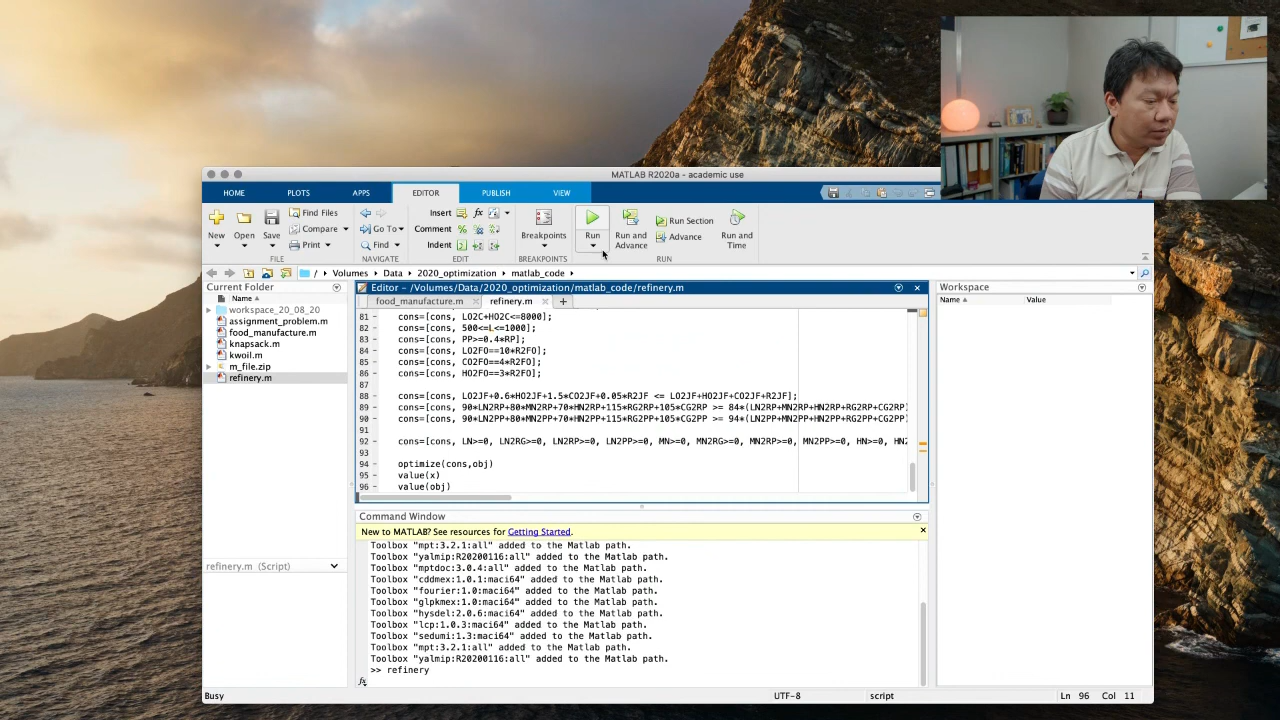 MATLAB R2020a - academic use
HOME PLOTS APPS EDITOR PUBLISH VIEW
New Open Save Find Files Compare Print Go To Find Insert fx Comment Indent Breakpoints Run Run and Advance Run Section Advance Run and Time
FILE NAVIGATE EDIT BREAKPOINTS RUN
/ Volumes Data 2020_optimization matlab_code
Current Folder
Name
workspace_20_08_20
assignment_problem.m
food_manufacture.m
knapsack.m
kwoil.m
m_file.zip
refinery.m
refinery.m (Script)
Editor - /Volumes/Data/2020_optimization/matlab_code/refinery.m
food_manufacture.m refinery.m
81 - cons=[cons, LO2C+HO2C<=8000];
82 - cons=[cons, 500<=L<=1000];
83 - cons=[cons, PP>=0.4*RP];
84 - cons=[cons, LO2FO==10*R2FO];
85 - cons=[cons, CO2FO==4*R2FO];
86 - cons=[cons, HO2FO==3*R2FO];
87
88 - cons=[cons, LO2JF+0.6*HO2JF+1.5*CO2JF+0.05*R2JF <= LO2JF+HO2JF+CO2JF+R2JF];
89 - cons=[cons, 90*LN2RP+80*MN2RP+70*HN2RP+115*RG2RP+105*CG2RP >= 84*(LN2RP+MN2RP+HN2RP+RG2RP+CG2RP)
90 - cons=[cons, 90*LN2PP+80*MN2PP+70*HN2PP+115*RG2PP+105*CG2PP >= 94*(LN2PP+MN2PP+HN2PP+RG2PP+CG2PP)
91
92 - cons=[cons, LN>=0, LN2RG>=0, LN2RP>=0, LN2PP>=0, MN>=0, MN2RG>=0, MN2RP>=0, MN2PP>=0, HN>=0, HN2
93
94 - optimize(cons,obj)
95 - value(x)
96 - value(obj)
Command Window
New to MATLAB? See resources for Getting Started.
Toolbox "mpt:3.2.1:all" added to the Matlab path.
Toolbox "yalmip:R20200116:all" added to the Matlab path.
Toolbox "mptdoc:3.0.4:all" added to the Matlab path.
Toolbox "cddmex:1.0.1:maci64" added to the Matlab path.
Toolbox "fourier:1.0:maci64" added to the Matlab path.
Toolbox "glpkmex:1.0:maci64" added to the Matlab path.
Toolbox "hysdel:2.0.6:maci64" added to the Matlab path.
Toolbox "lcp:1.0.3:maci64" added to the Matlab path.
Toolbox "sedumi:1.3:maci64" added to the Matlab path.
Toolbox "mpt:3.2.1:all" added to the Matlab path.
Toolbox "yalmip:R20200116:all" added to the Matlab path.
>> refinery
fx
Workspace
Name Value
Busy UTF-8 script Ln 96 Col 11